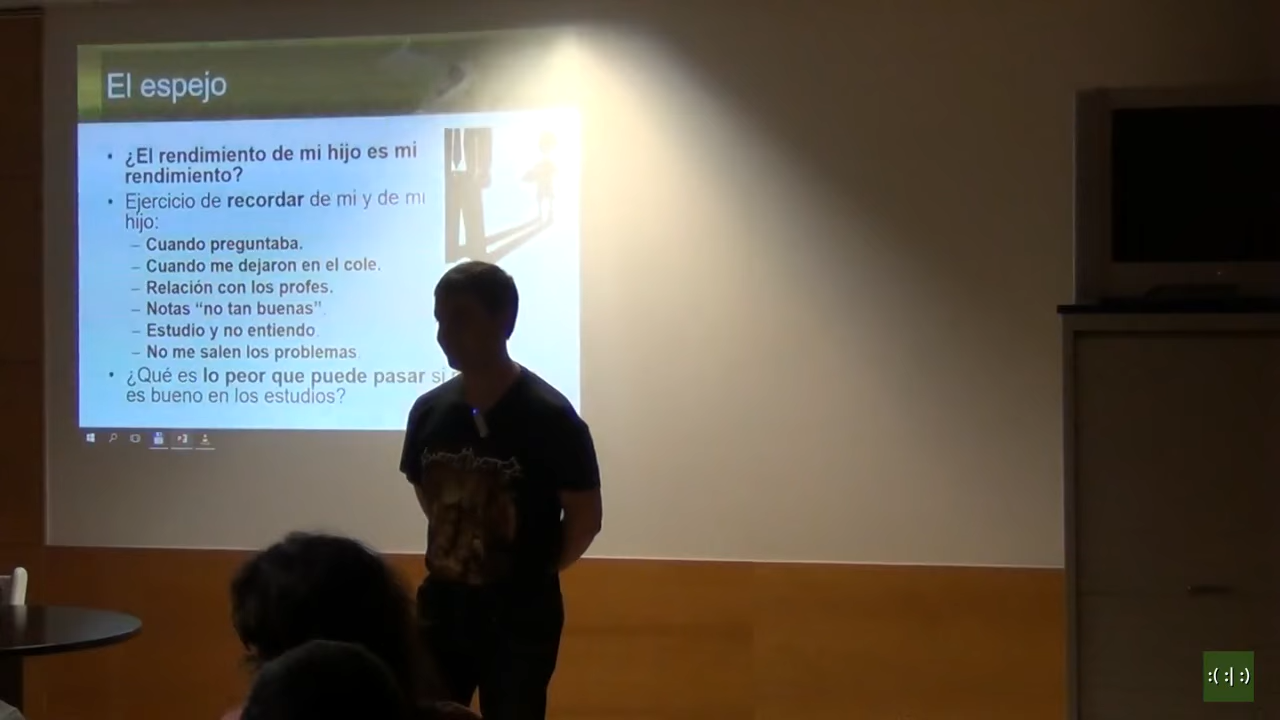 El espejo
• ¿El rendimiento de mi hijo es mi
rendimiento?
• Ejercicio de recordar de mi y de mi
hijo:
– Cuando preguntaba.
– Cuando me dejaron en el cole.
– Relación con los profes.
– Notas “no tan buenas”.
– Estudio y no entiendo.
– No me salen los problemas.
• ¿Qué es lo peor que puede pasar si
es bueno en los estudios?
:( :| :)